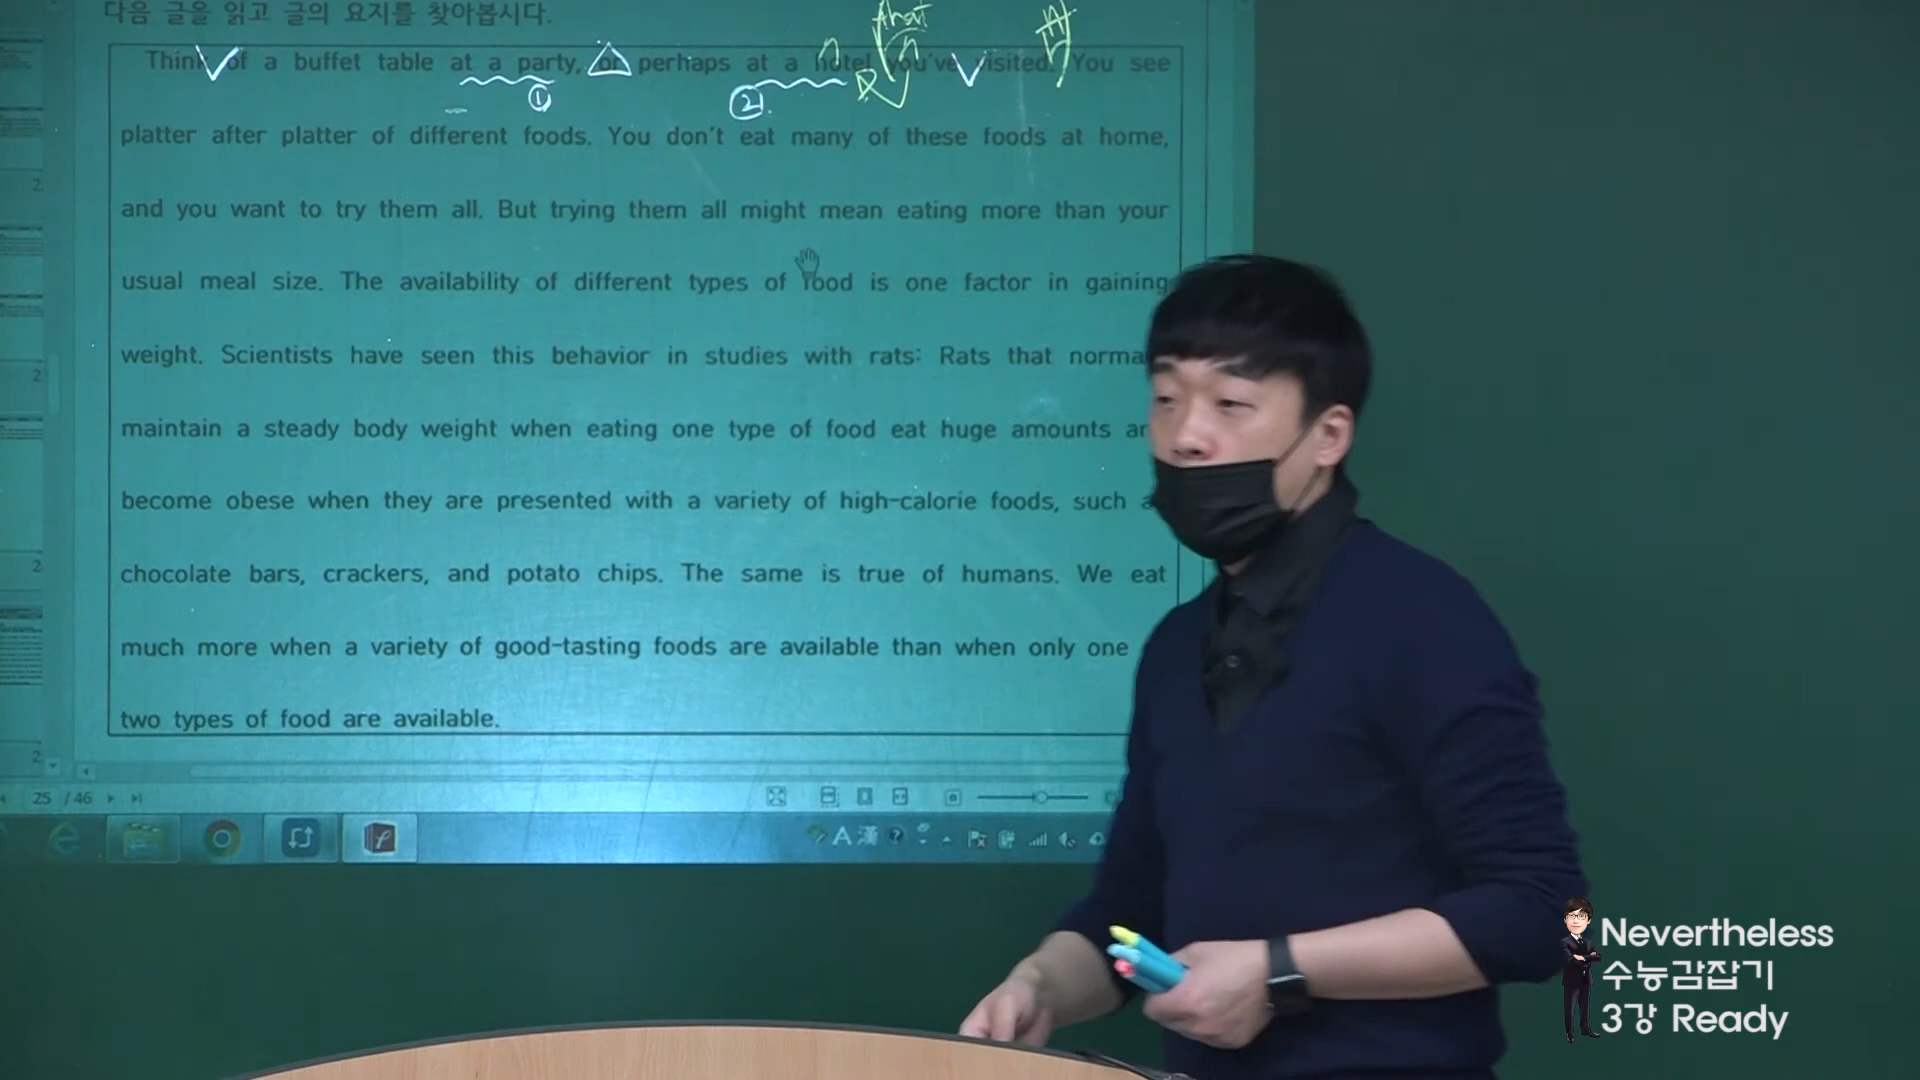 다음 글을 읽고 글의 요지를 찾아봅시다.
that
Think of a buffet table at a party, or perhaps at a hotel you've visited. You see
① ②
platter after platter of different foods. You don't eat many of these foods at home,
and you want to try them all. But trying them all might mean eating more than your
usual meal size. The availability of different types of food is one factor in gaining
weight. Scientists have seen this behavior in studies with rats: Rats that
maintain a steady body weight when eating one type of food eat huge amounts
become obese when they are presented with a variety of high-calorie foods, such
chocolate bars, crackers, and potato chips. The same is true of humans. We eat
much more when a variety of good-tasting foods are available than when only one
two types of food are available.
25 / 46
A 漢
Nevertheless
수능감잡기
3강 Ready